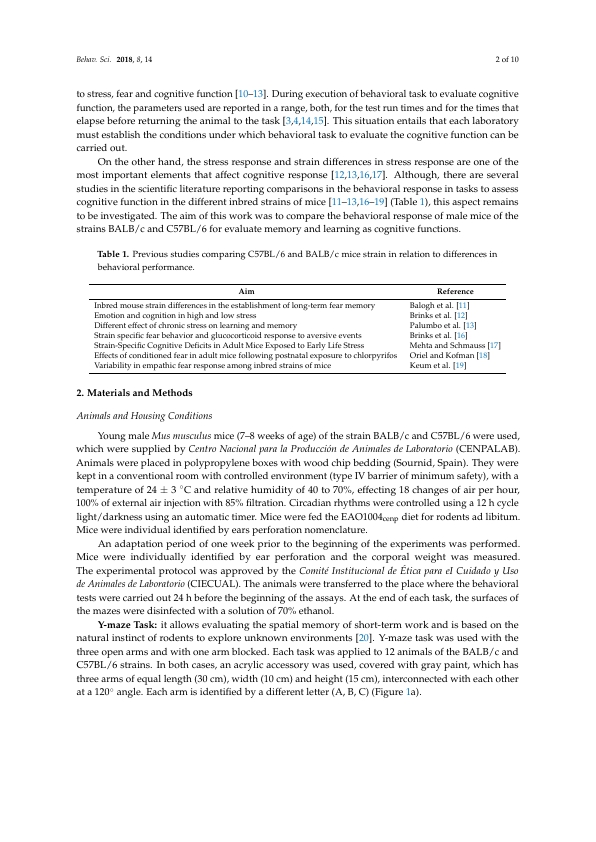 Behav. Sci. 2018, 8, 14
2 of 10
to stress, fear and cognitive function [10–13]. During execution of behavioral task to evaluate cognitive
function, the parameters used are reported in a range, both, for the test run times and for the times that
elapse before returning the animal to the task [3,4,14,15]. This situation entails that each laboratory
must establish the conditions under which behavioral task to evaluate the cognitive function can be
carried out.
On the other hand, the stress response and strain differences in stress response are one of the
most important elements that affect cognitive response [12,13,16,17]. Although, there are several
studies in the scientific literature reporting comparisons in the behavioral response in tasks to assess
cognitive function in the different inbred strains of mice [11–13,16–19] (Table 1), this aspect remains
to be investigated. The aim of this work was to compare the behavioral response of male mice of the
strains BALB/c and C57BL/6 for evaluate memory and learning as cognitive functions.
Table 1. Previous studies comparing C57BL/6 and BALB/c mice strain in relation to differences in
behavioral performance.
Aim Reference
Inbred mouse strain differences in the establishment of long-term fear memory Balogh et al. [11]
Emotion and cognition in high and low stress Brinks et al. [12]
Different effect of chronic stress on learning and memory Palumbo et al. [13]
Strain specific fear behavior and glucocorticoid response to aversive events Brinks et al. [16]
Strain-Specific Cognitive Deficits in Adult Mice Exposed to Early Life Stress Mehta and Schmauss [17]
Effects of conditioned fear in adult mice following postnatal exposure to chlorpyrifos Oriel and Kofman [18]
Variability in empathic fear response among inbred strains of mice Keum et al. [19]
2. Materials and Methods
Animals and Housing Conditions
Young male Mus musculus mice (7–8 weeks of age) of the strain BALB/c and C57BL/6 were used,
which were supplied by Centro Nacional para la Producción de Animales de Laboratorio (CENPALAB).
Animals were placed in polypropylene boxes with wood chip bedding (Sournid, Spain). They were
kept in a conventional room with controlled environment (type IV barrier of minimum safety), with a
temperature of 24 ± 3 °C and relative humidity of 40 to 70%, effecting 18 changes of air per hour,
100% of external air injection with 85% filtration. Circadian rhythms were controlled using a 12 h cycle
light/darkness using an automatic timer. Mice were fed the EAO1004cenp diet for rodents ad libitum.
Mice were individual identified by ears perforation nomenclature.
An adaptation period of one week prior to the beginning of the experiments was performed.
Mice were individually identified by ear perforation and the corporal weight was measured.
The experimental protocol was approved by the Comité Institucional de Ética para el Cuidado y Uso
de Animales de Laboratorio (CIECUAL). The animals were transferred to the place where the behavioral
tests were carried out 24 h before the beginning of the assays. At the end of each task, the surfaces of
the mazes were disinfected with a solution of 70% ethanol.
Y-maze Task: it allows evaluating the spatial memory of short-term work and is based on the
natural instinct of rodents to explore unknown environments [20]. Y-maze task was used with the
three open arms and with one arm blocked. Each task was applied to 12 animals of the BALB/c and
C57BL/6 strains. In both cases, an acrylic accessory was used, covered with gray paint, which has
three arms of equal length (30 cm), width (10 cm) and height (15 cm), interconnected with each other
at a 120° angle. Each arm is identified by a different letter (A, B, C) (Figure 1a).